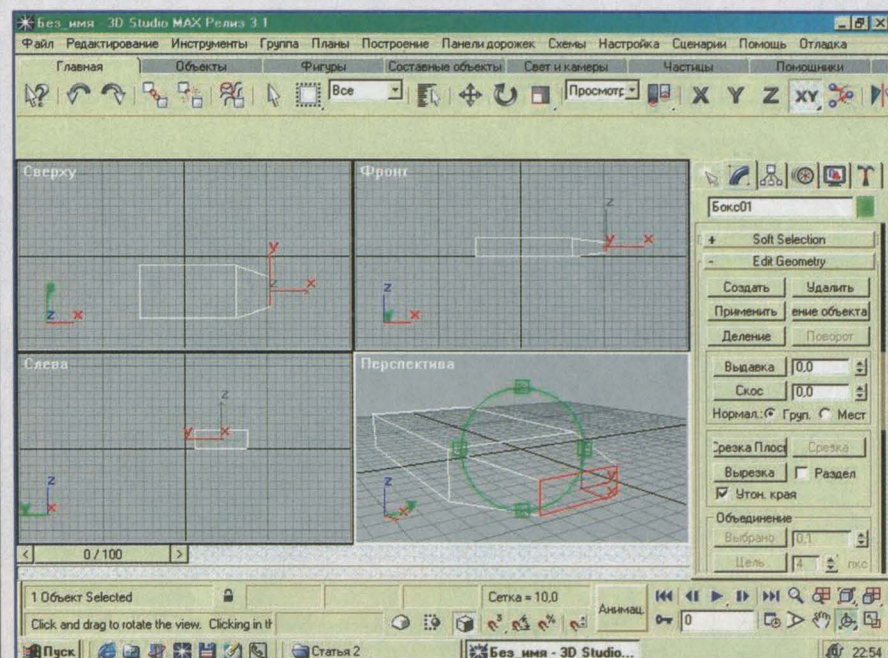 Без_имя - 3D Studio MAX Релиз 3.1
Файл Редактирование Инструменты Группа Планы Построение Панели дорожек Схемы Настройка Сценарии Помощь Отладка
Главная Объекты Фигуры Составные объекты Свет и камеры Частицы Помощники
Все Просмотр X Y Z XY
Сверху Фронт
Бокс01
+ Soft Selection
- Edit Geometry
Создать Удалить
Применить ение объекта
Деление Поворот
Слева Перспектива
Выдавка 0,0
Скос 0,0
Нормал.: Груп. Мест
Срезка Плос Срезка
Вырезка Раздел
Утон. края
Объединение
Выбрано 0,1
Цель 4 пкс
< 0 / 100 >
1 Объект Selected Сетка = 10,0 Анимац
Click and drag to rotate the view. Clicking in th 0
Пуск Статья 2 Без_имя - 3D Studio... 22:54
y x z x
z x z x
z y x
z x z x y x